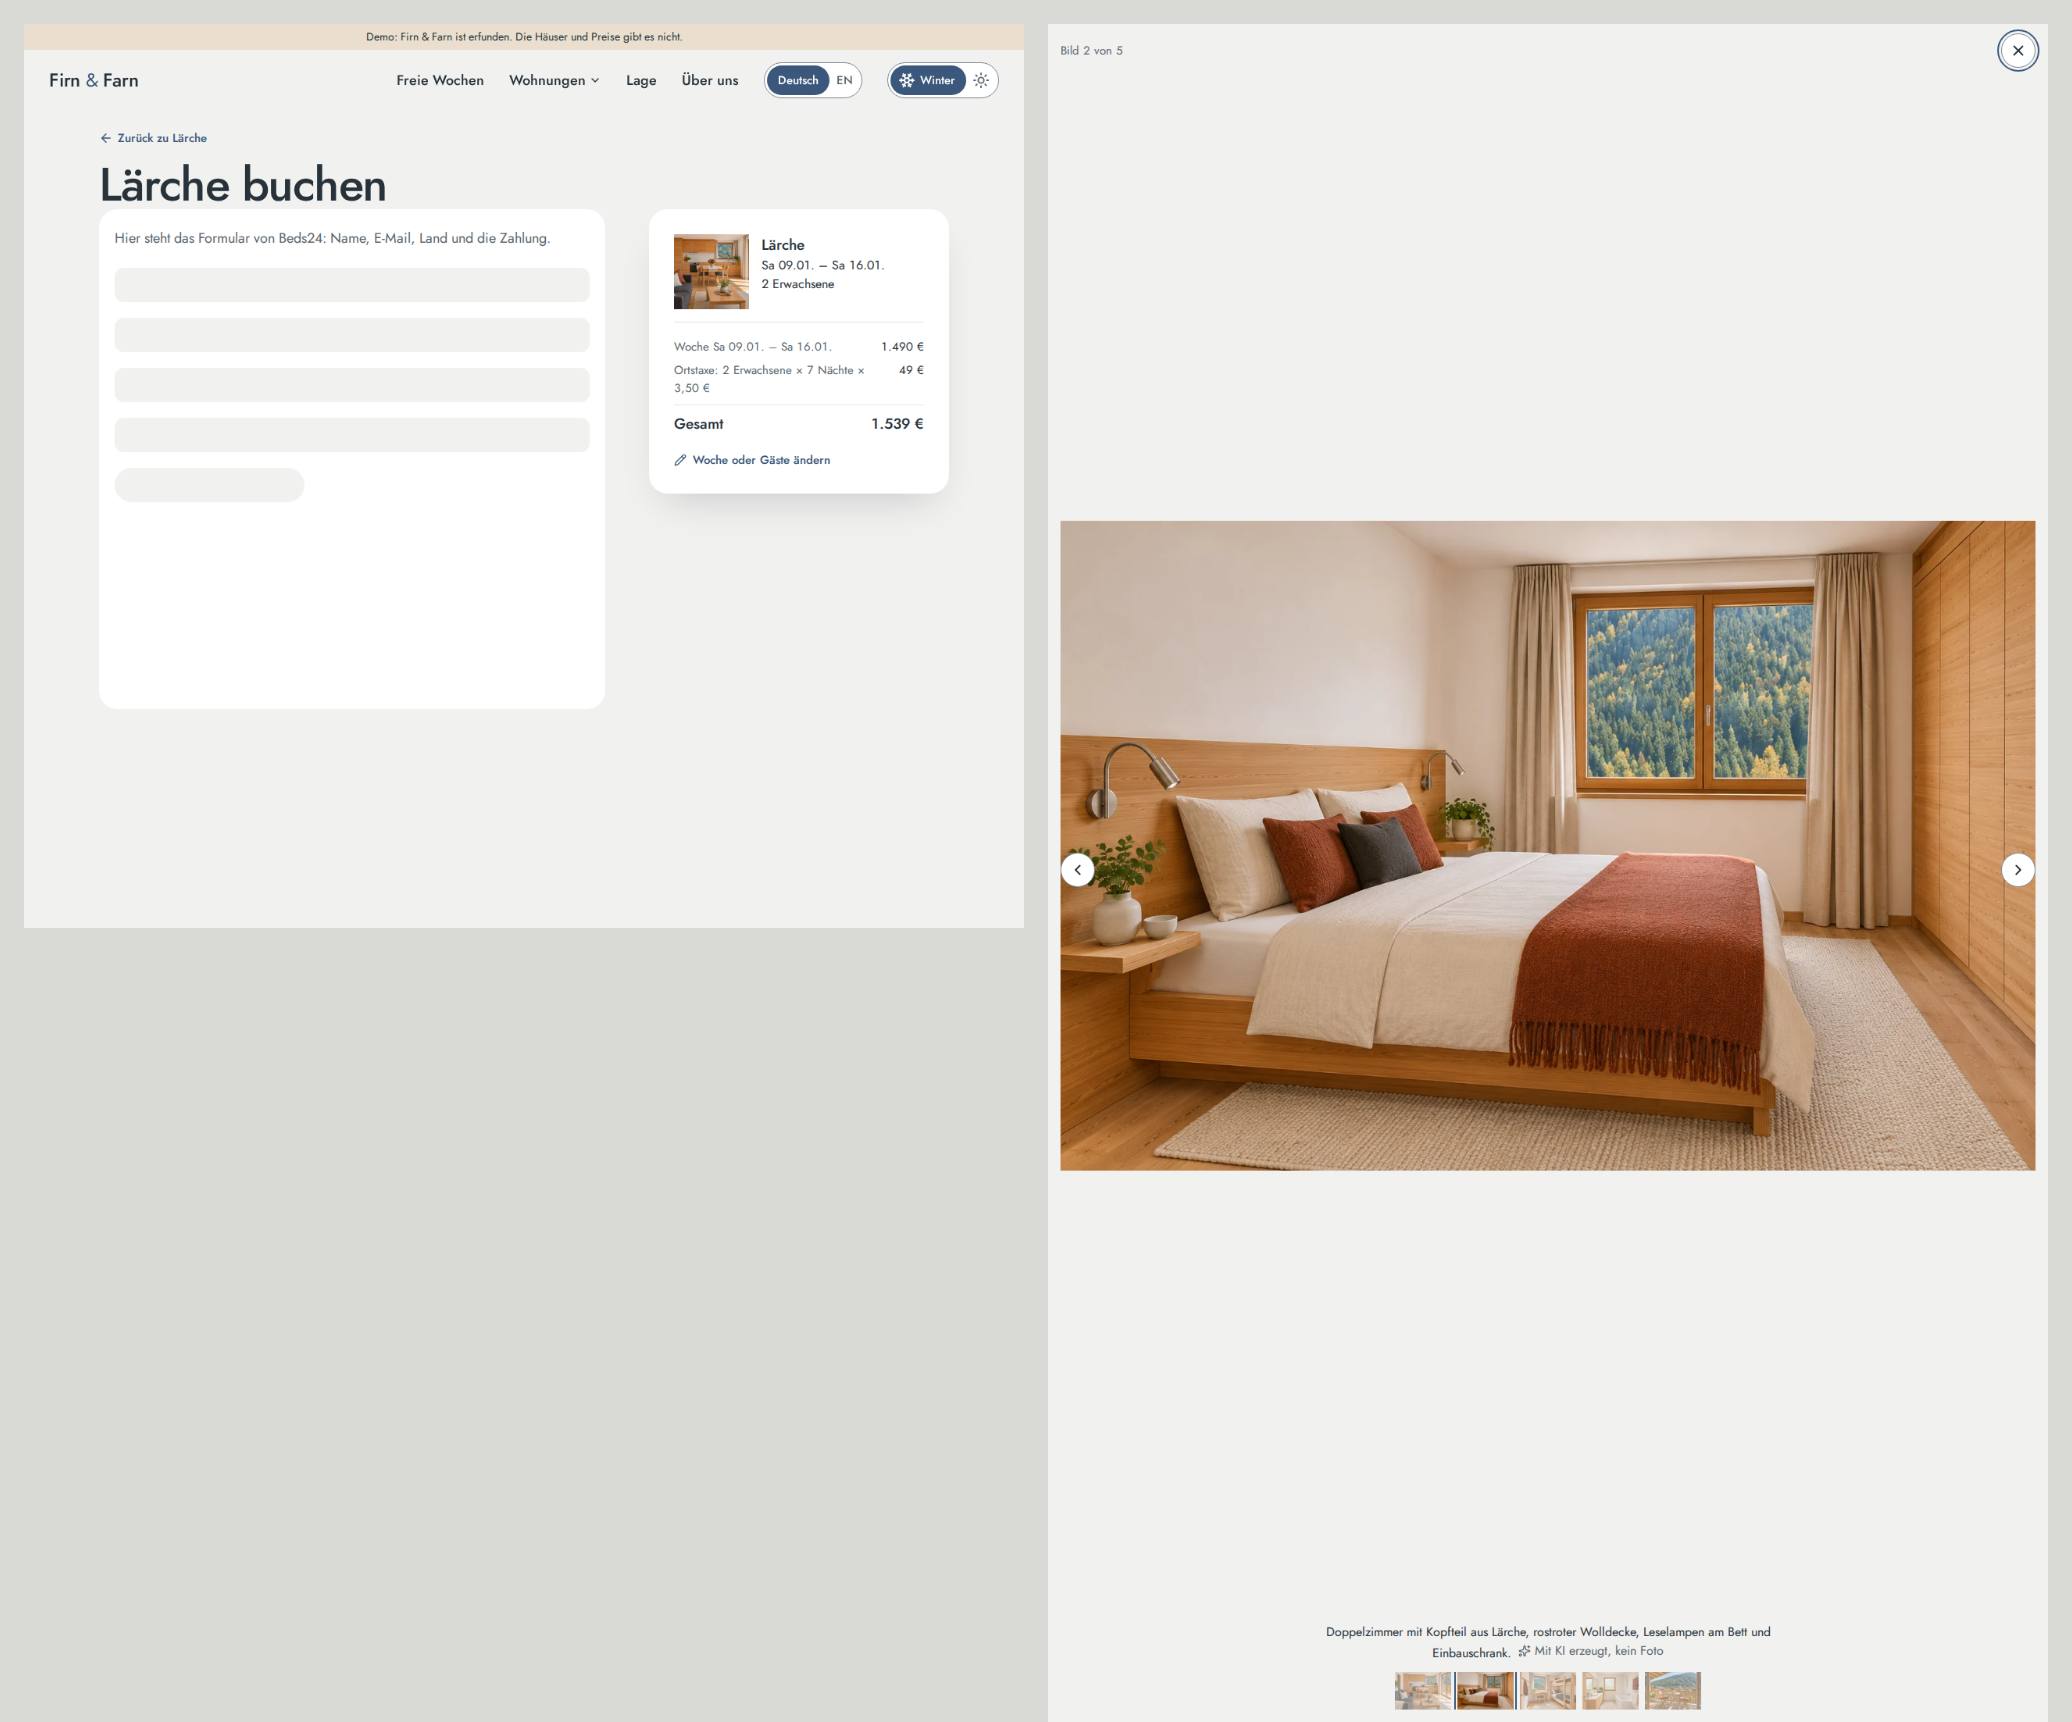 Demo: Firn & Farn ist erfunden. Die Häuser und Preise gibt es nicht.
Firn & Farn
Freie Wochen
Wohnungen
Lage
Über uns
Deutsch
EN
Winter
Zurück zu Lärche
Lärche buchen
Hier steht das Formular von Beds24: Name, E-Mail, Land und die Zahlung.
Lärche
Sa 09.01. – Sa 16.01.
2 Erwachsene
Woche Sa 09.01. – Sa 16.01.
1.490 €
Ortstaxe: 2 Erwachsene × 7 Nächte ×
3,50 €
49 €
Gesamt
1.539 €
Woche oder Gäste ändern
Bild 2 von 5
Doppelzimmer mit Kopfteil aus Lärche, rostroter Wolldecke, Leselampen am Bett und
Einbauschrank. Mit KI erzeugt, kein Foto